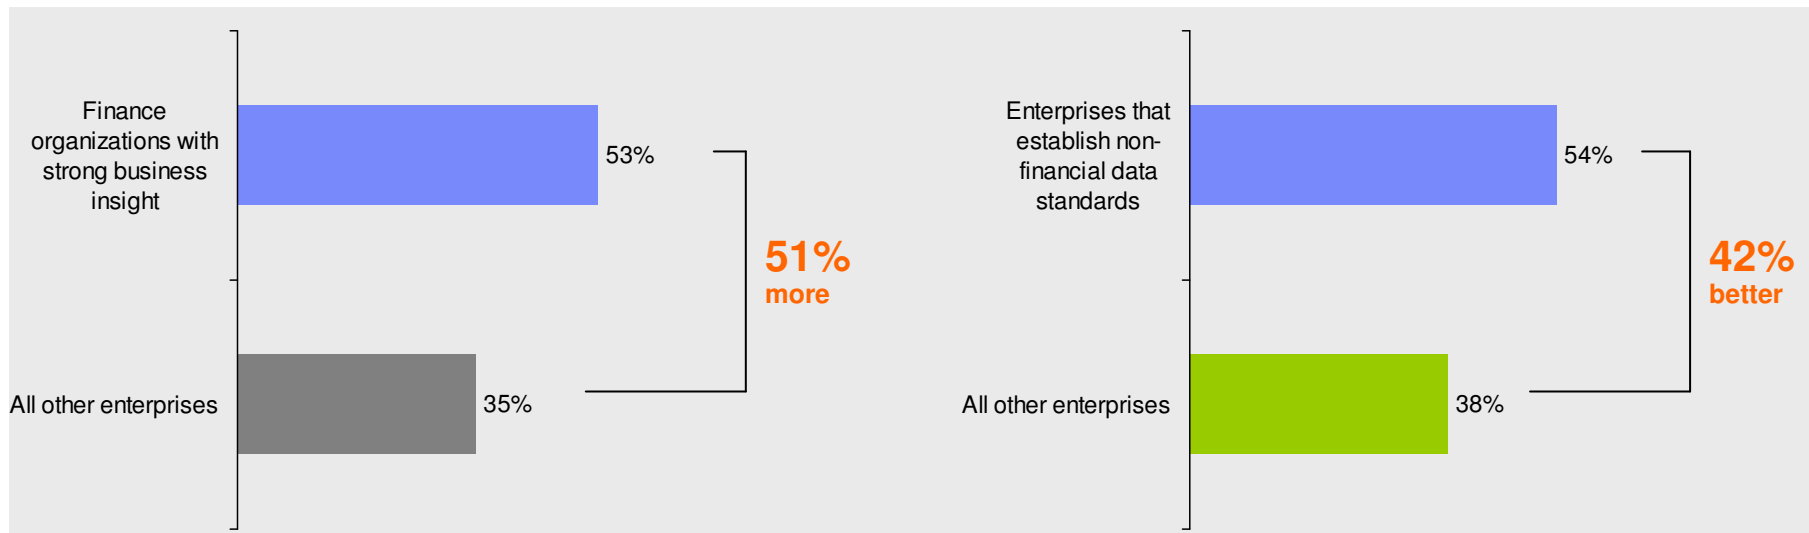 Finance
organizations with
strong business
insight
53%
51%
more
All other enterprises
35%
Enterprises that
establish non-
financial data
standards
54%
42%
better
All other enterprises
38%